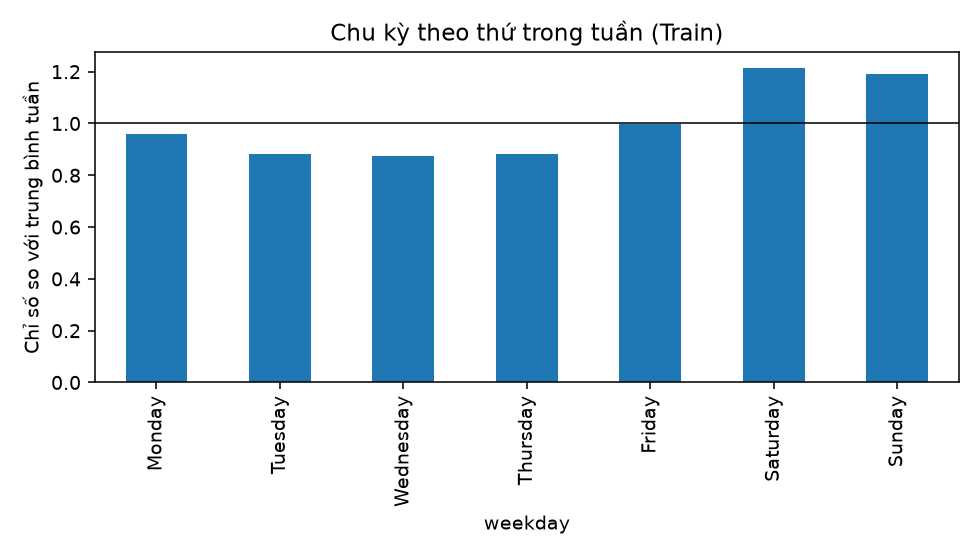 Chu kỳ theo thứ trong tuần (Train)
Chỉ số so với trung bình tuần
1.2
1.0
0.8
0.6
0.4
0.2
0.0
Monday
Tuesday
Wednesday
Thursday
Friday
Saturday
Sunday
weekday